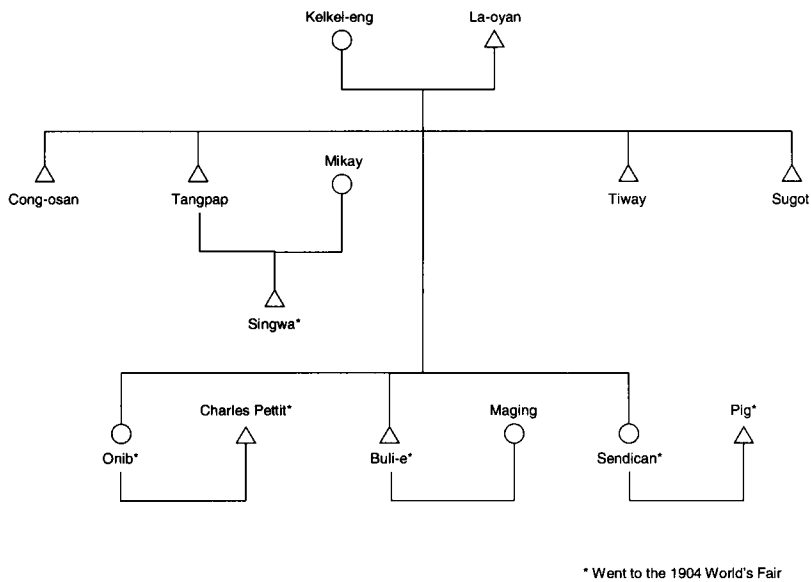 Kelkei-eng La-oyan
Mikay
Cong-osan Tangpap Tiway Sugot
Singwa*
Charles Pettit* Maging Pig*
Onib* Buli-e* Sendican*
* Went to the 1904 World's Fair